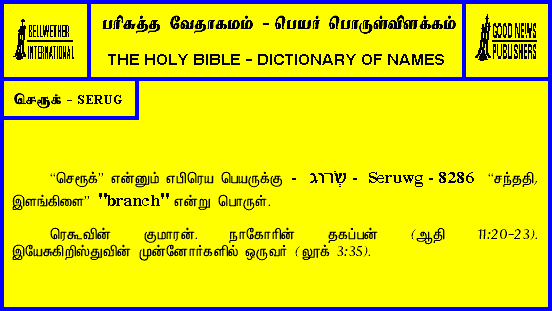 BELLWETHER
INTERNATIONAL
பரிசுத்த வேதாகமம் - பெயர் பொருள்விளக்கம்
THE HOLY BIBLE - DICTIONARY OF NAMES
GOOD NEWS
PUBLISHERS
செரூக் - SERUG
“செரூக்” என்னும் எபிரெய பெயருக்கு - שׂרוּג - Seruwg - 8286 “சந்ததி,
இளங்கிளை” "branch" என்று பொருள்.
ரெகூவின் குமாரன். நாகோரின் தகப்பன் (ஆதி 11:20-23).
இயேசுகிறிஸ்துவின் முன்னோர்களில் ஒருவர் (லூக் 3:35).